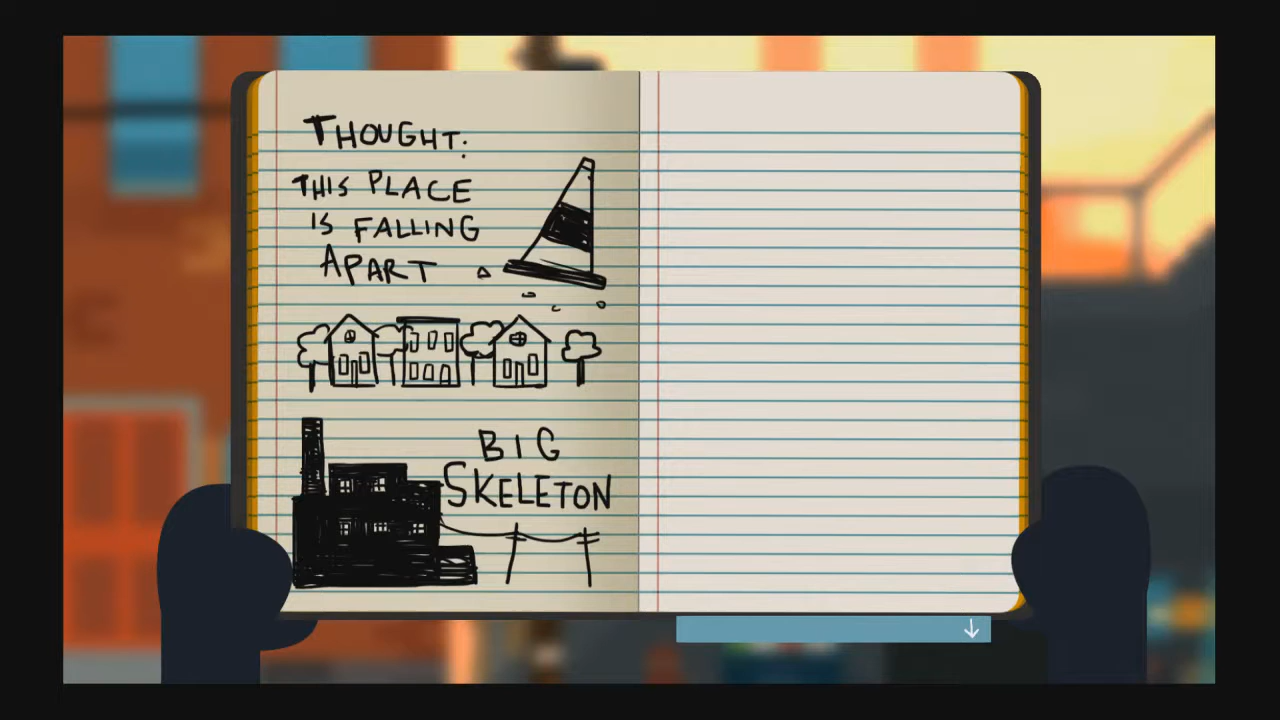 THOUGHT:
THIS PLACE
IS FALLING
APART
BIG
SKELETON